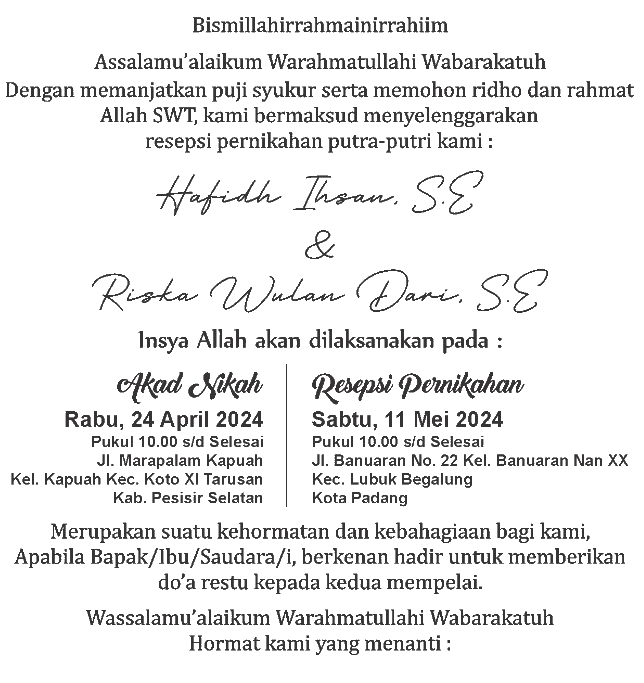 Bismillahirrahmainirrahiim
Assalamu'alaikum Warahmatullahi Wabarakatuh
Dengan memanjatkan puji syukur serta memohon ridho dan rahmat
Allah SWT, kami bermaksud menyelenggarakan
resepsi pernikahan putra-putri kami :
Hafidh Ihsan, S.E
&
Riska Wulan Dari, S.E
Insya Allah akan dilaksanakan pada :
Akad Nikah
Rabu, 24 April 2024
Pukul 10.00 s/d Selesai
Jl. Marapalam Kapuah
Kel. Kapuah Kec. Koto XI Tarusan
Kab. Pesisir Selatan
Resepsi Pernikahan
Sabtu, 11 Mei 2024
Pukul 10.00 s/d Selesai
Jl. Banuaran No. 22 Kel. Banuaran Nan XX
Kec. Lubuk Begalung
Kota Padang
Merupakan suatu kehormatan dan kebahagiaan bagi kami,
Apabila Bapak/Ibu/Saudara/i, berkenan hadir untuk memberikan
do'a restu kepada kedua mempelai.
Wassalamu'alaikum Warahmatullahi Wabarakatuh
Hormat kami yang menanti :